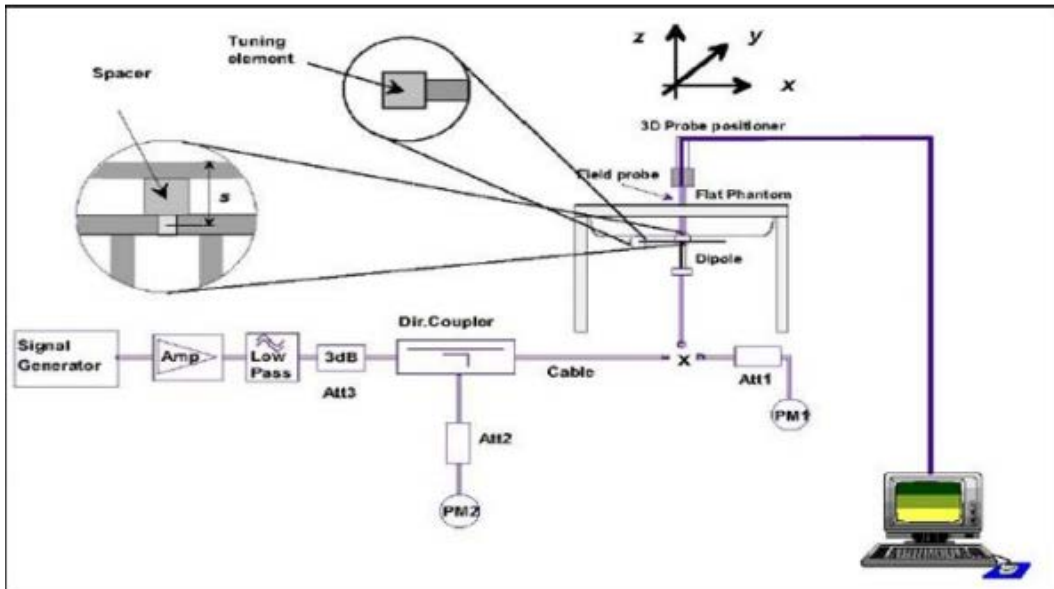 Tuning
element
Spacer
s
z
y
x
3D Probe positioner
Field probe
Flat Phantom
Dipole
Signal
Generator
Amp
Low
Pass
3dB
Att3
Dir.Coupler
Cable
x
Att1
PM1
Att2
PM2